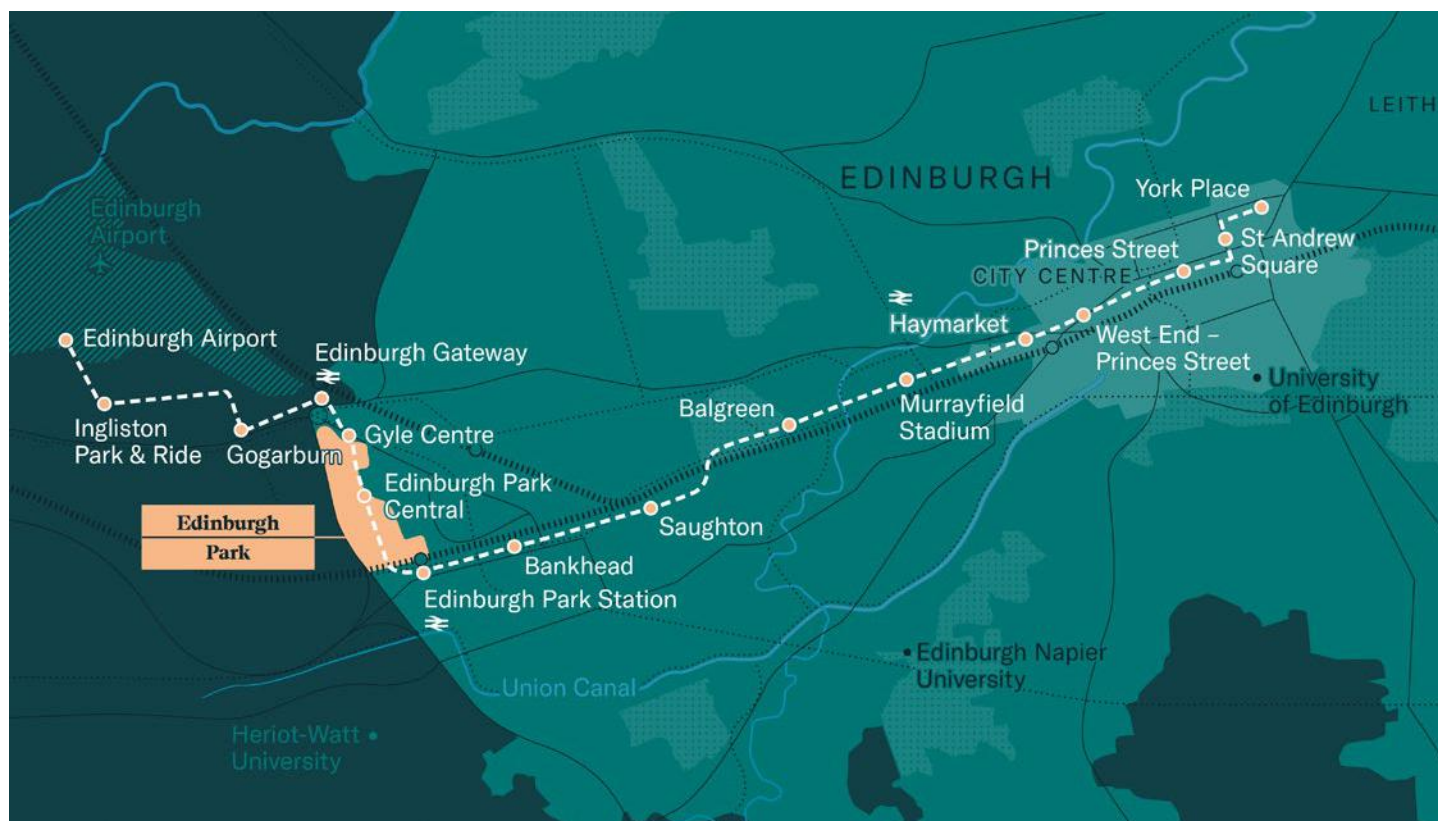 LEITH
EDINBURGH
York Place
Edinburgh
Airport
St Andrew
Square
Princes Street
CITY CENTRE
Haymarket
Edinburgh Airport
Edinburgh Gateway
West End –
Princes Street
University
of Edinburgh
Murrayfield
Stadium
Balgreen
Ingliston
Park & Ride
Gogarburn
Gyle Centre
Edinburgh Park
Central
Edinburgh
Park
Saughton
Bankhead
Edinburgh Park Station
Edinburgh Napier
University
Union Canal
Heriot-Watt
University